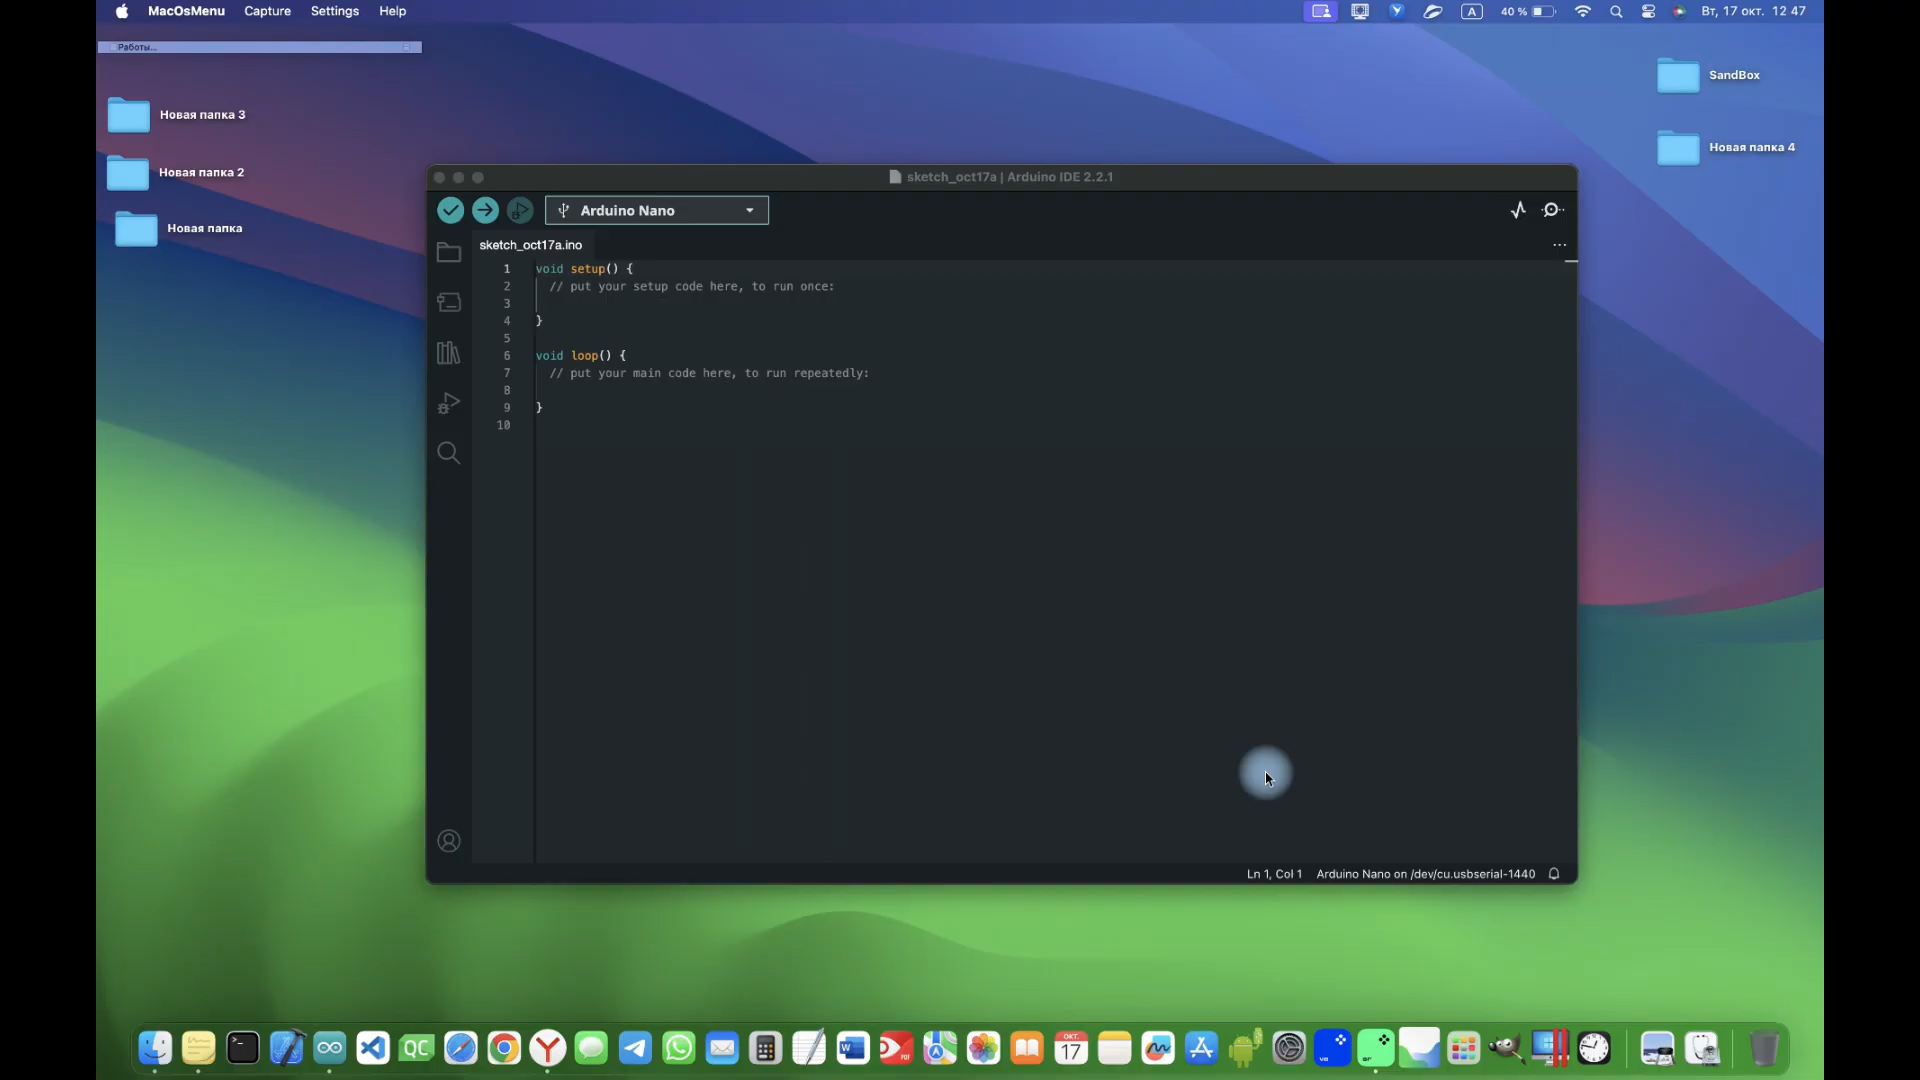 MacOsMenu Capture Settings Help
A 40 % Вт, 17 окт. 12 47
Работы...
Новая папка 3
Новая папка 2
Новая папка
SandBox
Новая папка 4
sketch_oct17a | Arduino IDE 2.2.1
Arduino Nano
sketch_oct17a.ino
1 void setup() {
2 // put your setup code here, to run once:
3
4 }
5
6 void loop() {
7 // put your main code here, to run repeatedly:
8
9 }
10
Ln 1, Col 1 Arduino Nano on /dev/cu.usbserial-1440
QC
W
PDF
ОКТ.
17